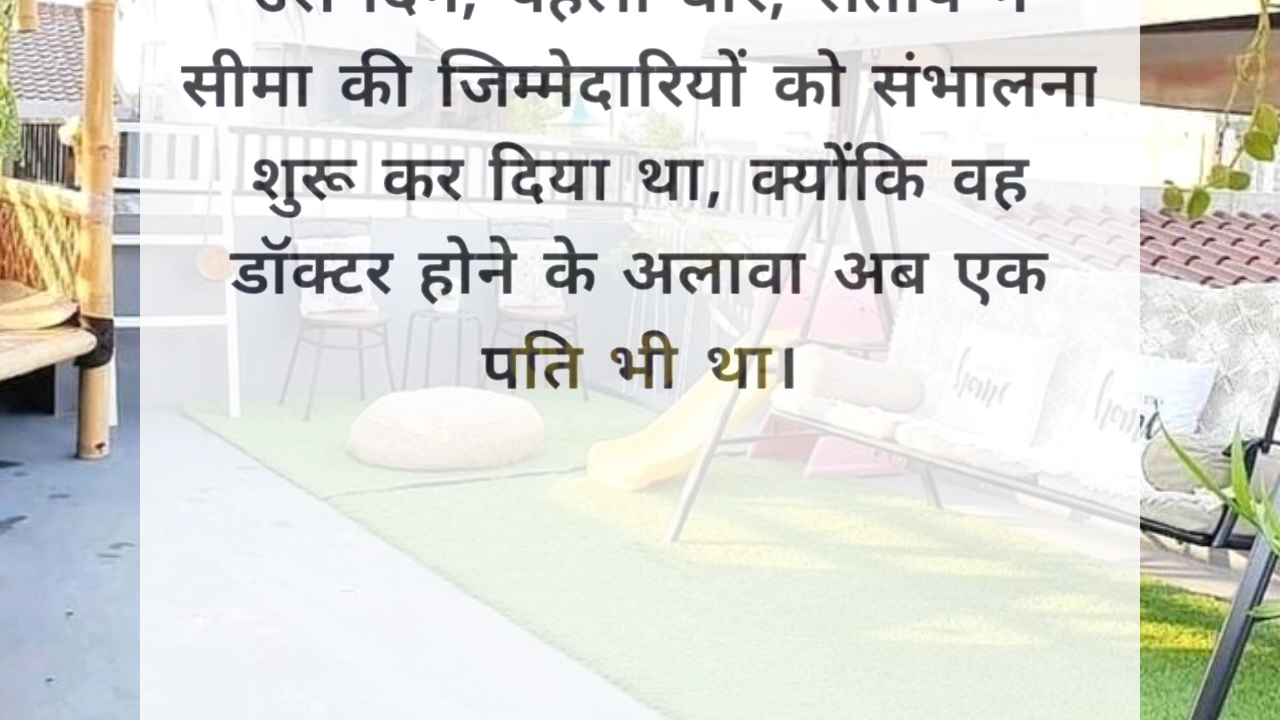 सीमा की जिम्मेदारियों को संभालना
शुरू कर दिया था, क्योंकि वह
डॉक्टर होने के अलावा अब एक
पति भी था।